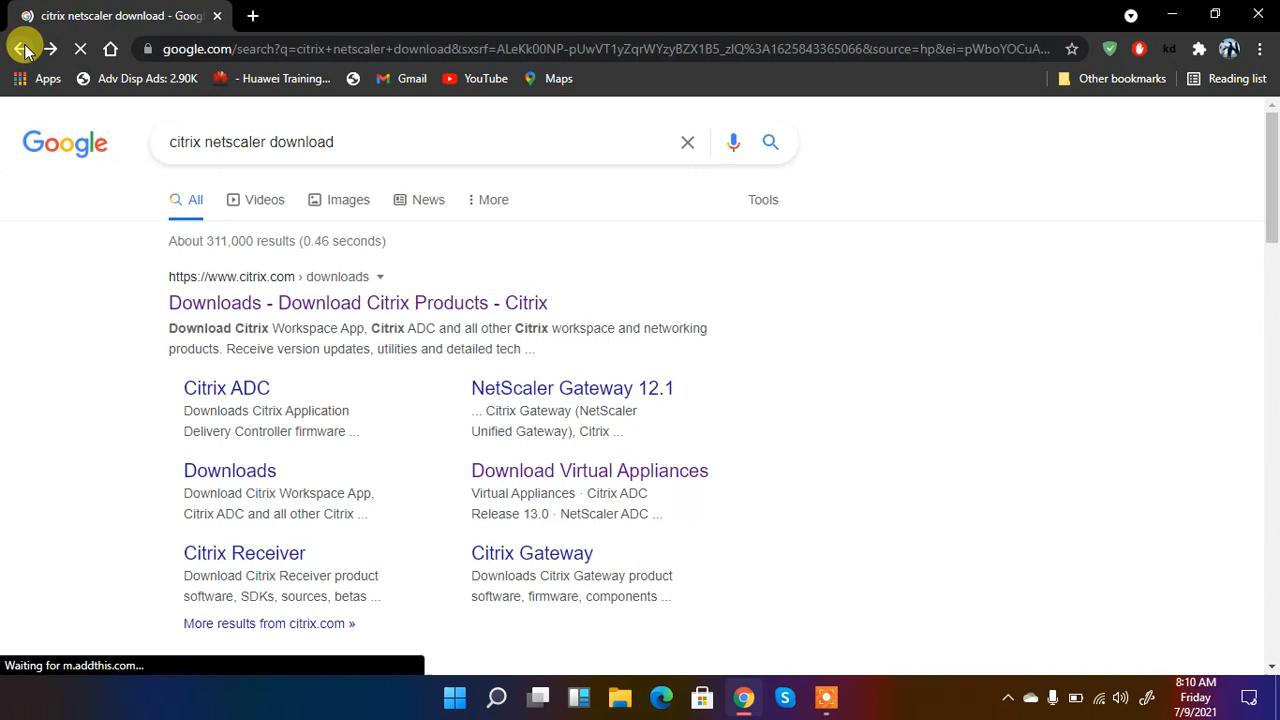 citrix netscaler download - Goog
google.com/search?q=citrix+netscaler+download&sxsrf=ALeKk00NP-pUwVT1yZqrWYzyBZX1B5_zlQ%3A1625843365066&source=hp&ei=pWboYOCuA...
kd
Apps
Adv Disp Ads: 2.90K
- Huawei Training...
Gmail
YouTube
Maps
Other bookmarks
Reading list
Google
citrix netscaler download
All
Videos
Images
News
More
Tools
About 311,000 results (0.46 seconds)
https://www.citrix.com › downloads
Downloads - Download Citrix Products - Citrix
Download Citrix Workspace App, Citrix ADC and all other Citrix workspace and networking
products. Receive version updates, utilities and detailed tech ...
Citrix ADC
Downloads Citrix Application
Delivery Controller firmware ...
NetScaler Gateway 12.1
... Citrix Gateway (NetScaler
Unified Gateway), Citrix ...
Downloads
Download Citrix Workspace App,
Citrix ADC and all other Citrix ...
Download Virtual Appliances
Virtual Appliances · Citrix ADC
Release 13.0 · NetScaler ADC ...
Citrix Receiver
Download Citrix Receiver product
software, SDKs, sources, betas ...
Citrix Gateway
Downloads Citrix Gateway product
software, firmware, components ...
More results from citrix.com »
Waiting for m.addthis.com...
8:10 AM
Friday
7/9/2021